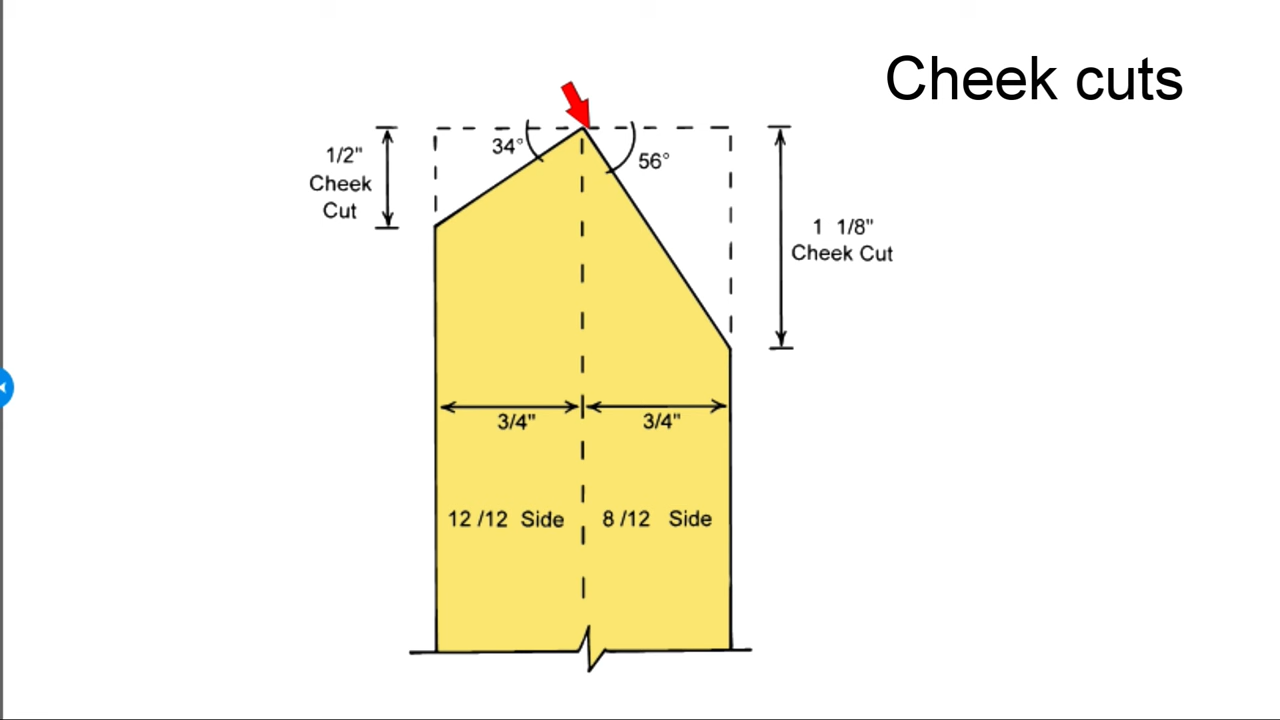 Cheek cuts
34°
56°
1/2"
Cheek
Cut
1 1/8"
Cheek Cut
3/4"
3/4"
12 /12 Side
8 /12 Side